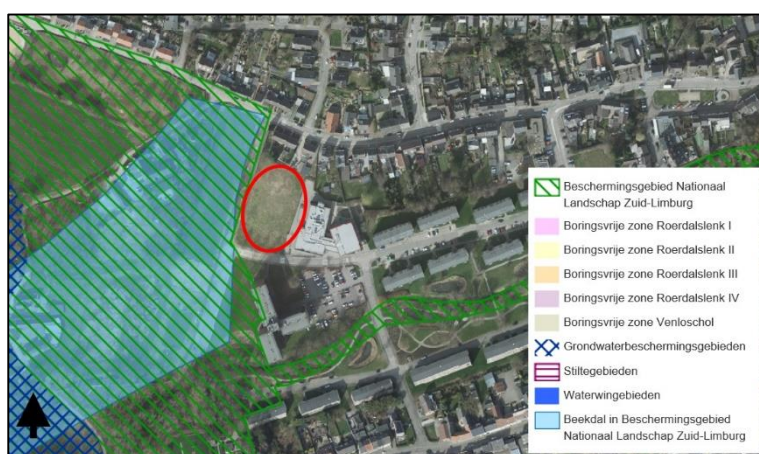 Beschermingsgebied Nationaal
Landschap Zuid-Limburg
Boringsvrije zone Roerdalslenk I
Boringsvrije zone Roerdalslenk II
Boringsvrije zone Roerdalslenk III
Boringsvrije zone Roerdalslenk IV
Boringsvrije zone Venloschol
Grondwaterbeschermingsgebieden
Stiltegebieden
Waterwingebieden
Beekdal in Beschermingsgebied
Nationaal Landschap Zuid-Limburg